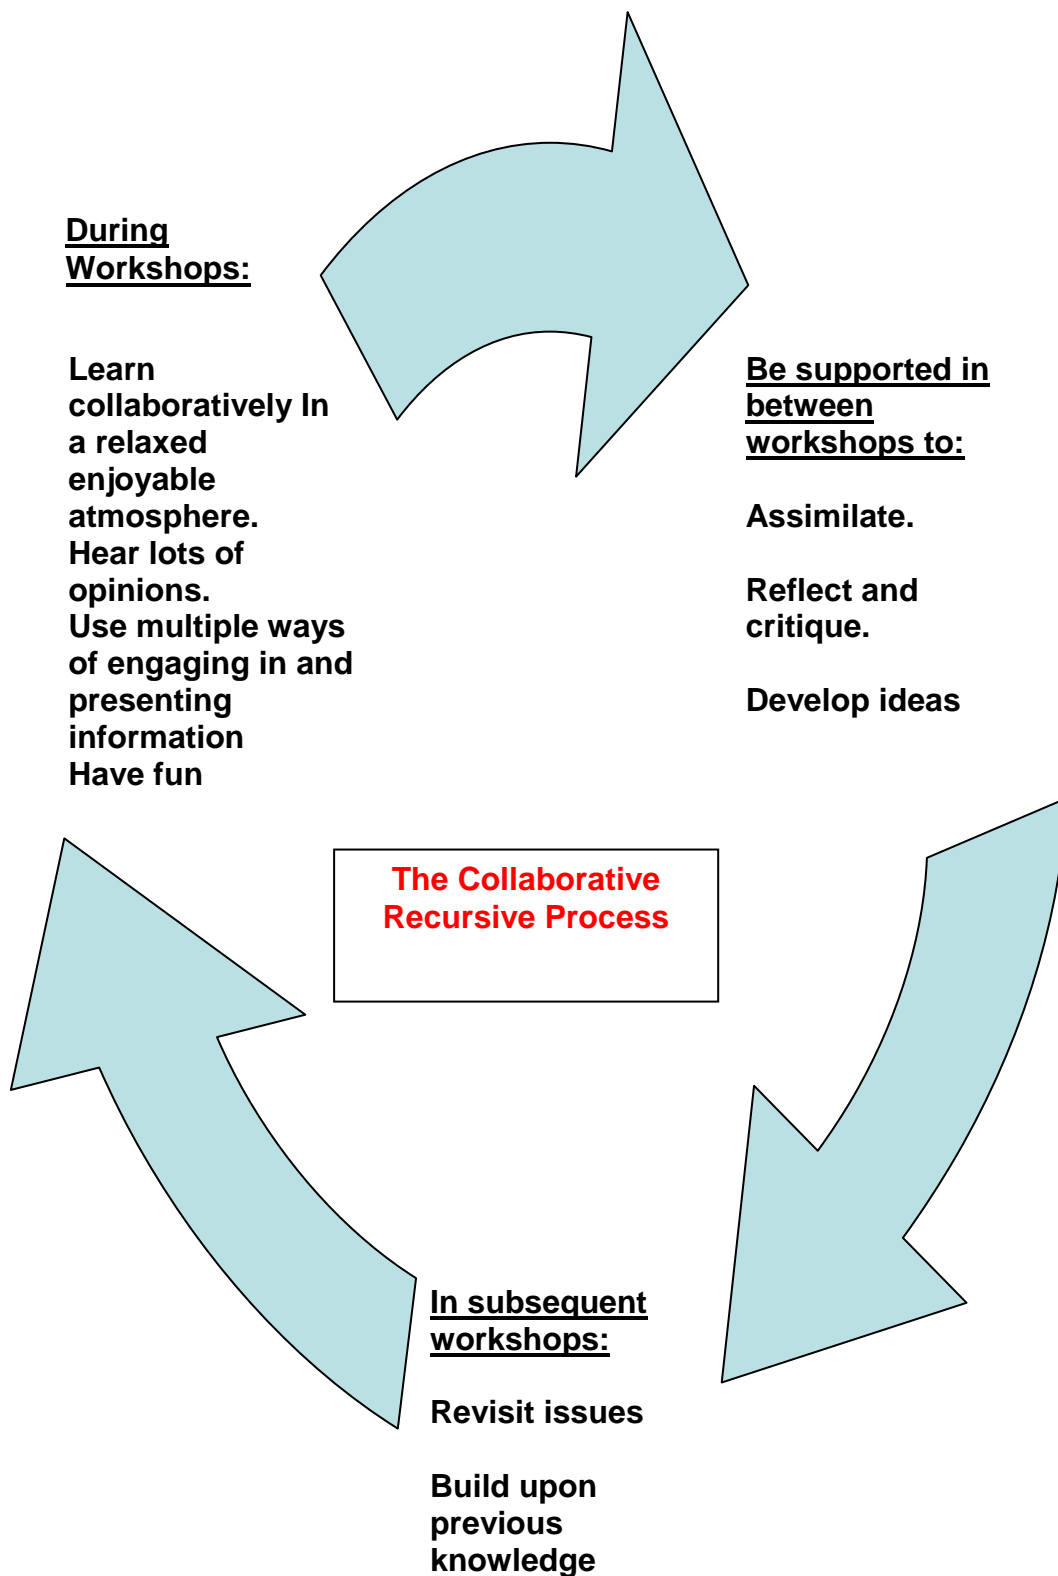 During
Workshops:
Learn
collaboratively In
a relaxed
enjoyable
atmosphere.
Hear lots of
opinions.
Use multiple ways
of engaging in and
presenting
information
Have fun
Be supported in
between
workshops to:
Assimilate.
Reflect and
critique.
Develop ideas
The Collaborative
Recursive Process
In subsequent
workshops:
Revisit issues
Build upon
previous
knowledge